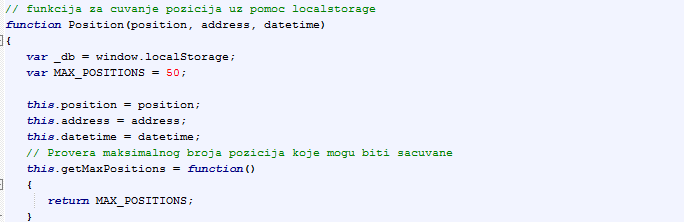 // funkcija za cuvanje pozicija uz pomoc localstorage
function Position(position, address, datetime)
{
var _db = window.localStorage;
var MAX_POSITIONS = 50;
this.position = position;
this.address = address;
this.datetime = datetime;
// Provera maksimalnog broja pozicija koje mogu biti sacuvane
this.getMaxPositions = function()
{
return MAX_POSITIONS;
}